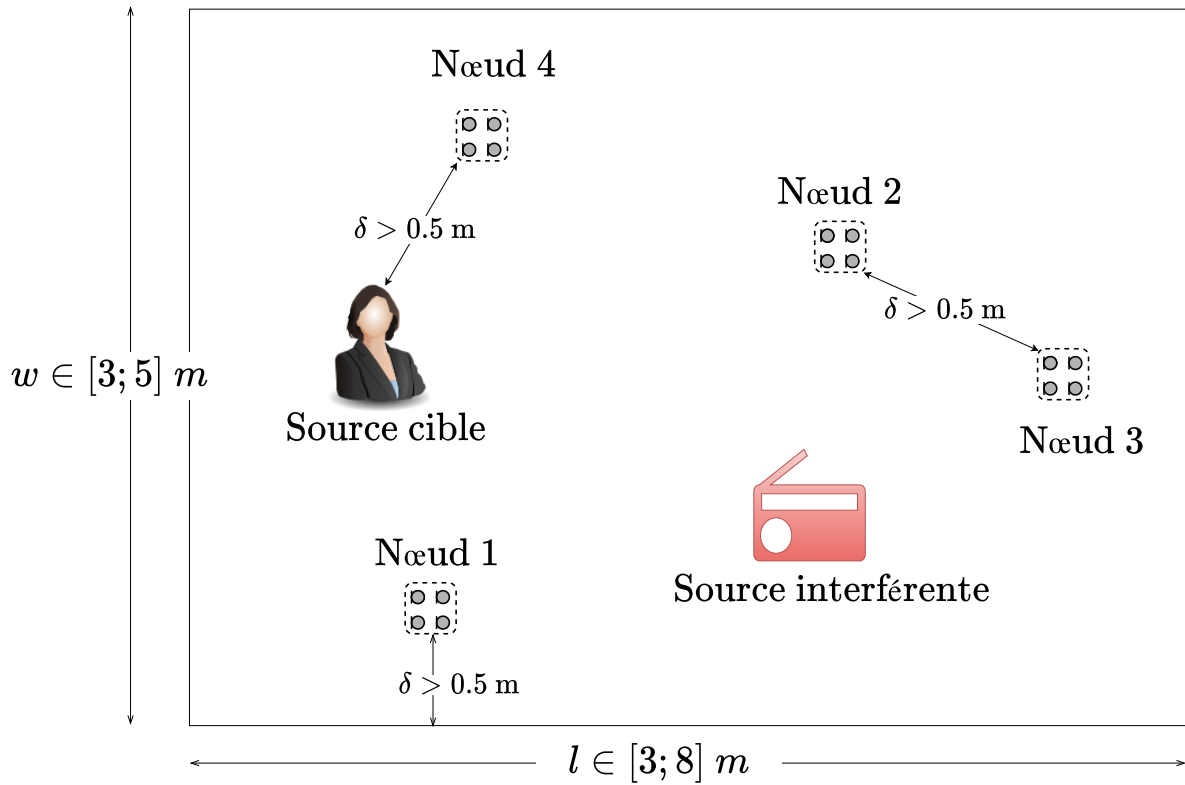 Nœud 4
Nœud 2
δ > 0.5 m
δ > 0.5 m
w ∈ [3; 5] m
Source cible
Nœud 3
Nœud 1
Source interférente
δ > 0.5 m
l ∈ [3; 8] m